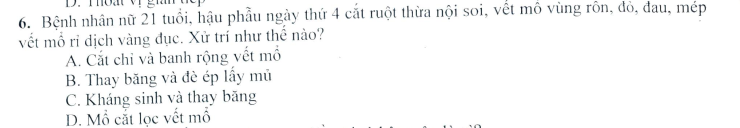 D. Thoát vị gián tiếp
6. Bệnh nhân nữ 21 tuổi, hậu phẫu ngày thứ 4 cắt ruột thừa nội soi, vết mổ vùng rốn, đỏ, đau, mép
vết mổ rỉ dịch vàng đục. Xử trí như thế nào?
A. Cắt chỉ và banh rộng vết mổ
B. Thay băng và đè ép lấy mủ
C. Kháng sinh và thay băng
D. Mổ cắt lọc vết mổ